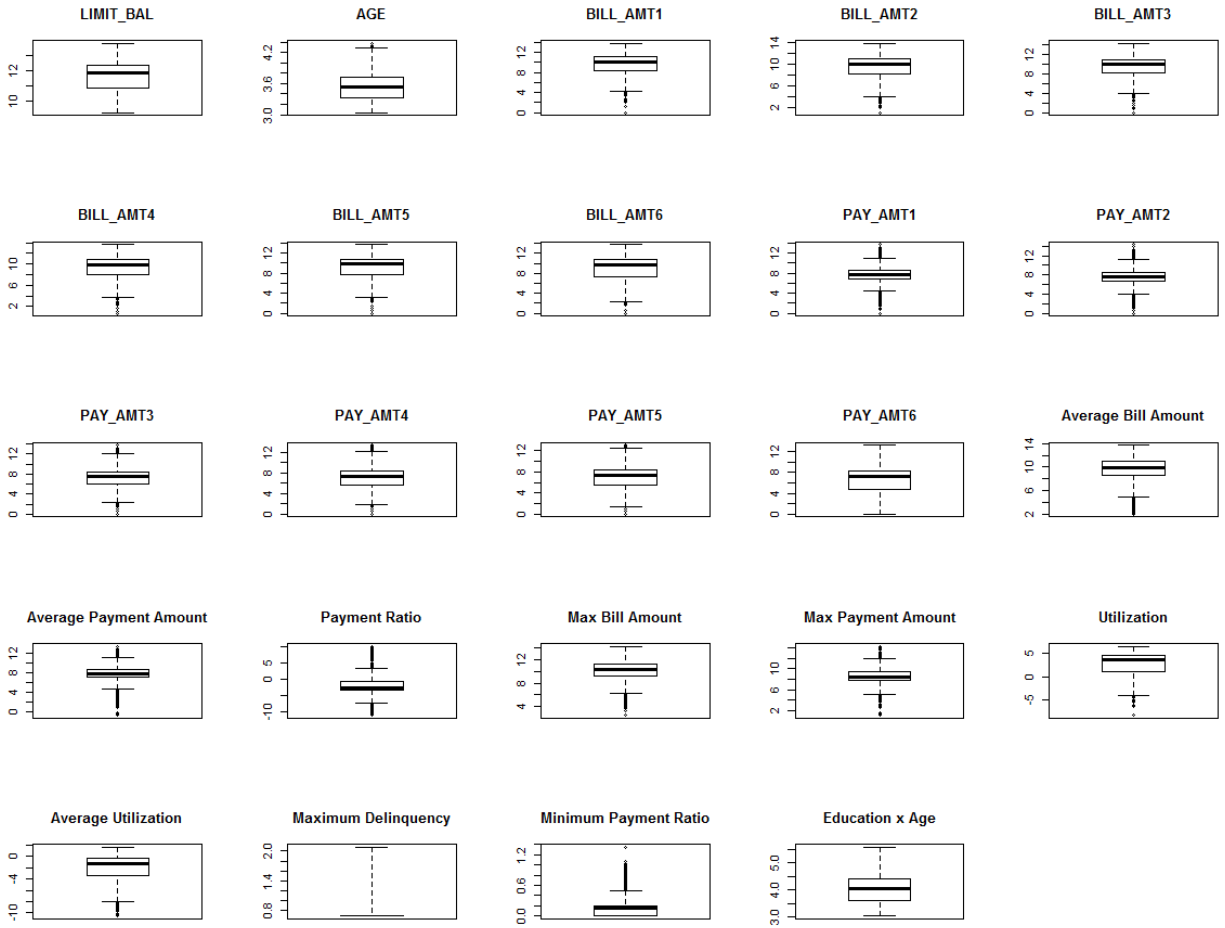 LIMIT_BAL
10 12
AGE
3.0 3.6 4.2
BILL_AMT1
0 4 8 12
BILL_AMT2
2 6 10 14
BILL_AMT3
0 4 8 12
BILL_AMT4
2 6 10
BILL_AMT5
0 4 8 12
BILL_AMT6
0 4 8 12
PAY_AMT1
0 4 8 12
PAY_AMT2
0 4 8 12
PAY_AMT3
0 4 8 12
PAY_AMT4
0 4 8 12
PAY_AMT5
0 4 8 12
PAY_AMT6
0 4 8 12
Average Bill Amount
2 6 10 14
Average Payment Amount
0 4 8 12
Payment Ratio
-10 0 5
Max Bill Amount
4 8 12
Max Payment Amount
2 6 10
Utilization
-5 0 5
Average Utilization
-10 -4 0
Maximum Delinquency
0.8 1.4 2.0
Minimum Payment Ratio
0.0 0.6 1.2
Education x Age
3.0 4.0 5.0